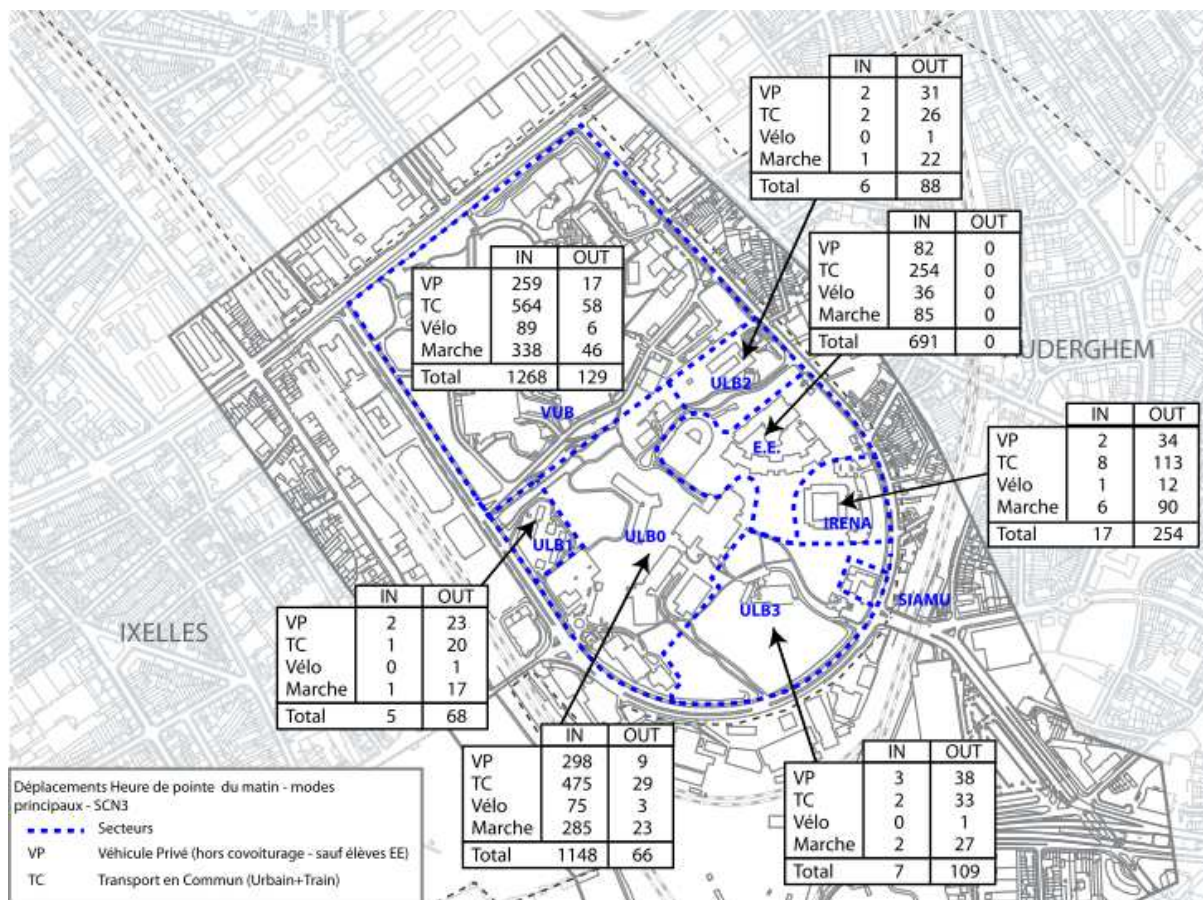 IN OUT
VP 2 31
TC 2 26
Vélo 0 1
Marche 1 22
Total 6 88
IN OUT
VP 82 0
TC 254 0
Vélo 36 0
Marche 85 0
Total 691 0
IN OUT
VP 259 17
TC 564 58
Vélo 89 6
Marche 338 46
Total 1268 129
UDERGHEM
ULB2
VUB
E.E.
IN OUT
VP 2 34
TC 8 113
Vélo 1 12
Marche 6 90
Total 17 254
IRENA
ULB1
ULB0
SIAMU
ULB3
IXELLES
IN OUT
VP 2 23
TC 1 20
Vélo 0 1
Marche 1 17
Total 5 68
IN OUT
VP 298 9
TC 475 29
Vélo 75 3
Marche 285 23
Total 1148 66
IN OUT
VP 3 38
TC 2 33
Vélo 0 1
Marche 2 27
Total 7 109
Déplacements Heure de pointe du matin - modes
principaux - SCN3
Secteurs
VP Véhicule Privé (hors covoiturage - sauf élèves EE)
TC Transport en Commun (Urbain+Train)